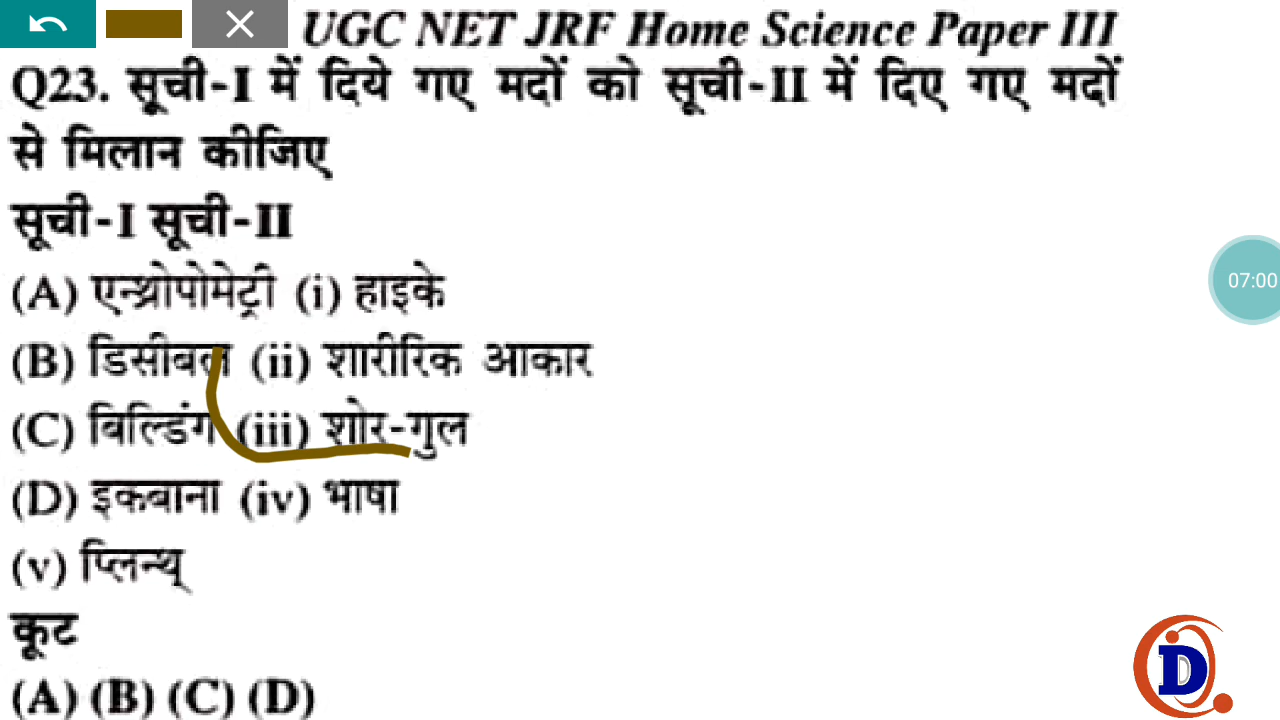 UGC NET JRF Home Science Paper III
Q23. सूची-I में दिये गए मदों को सूची-II में दिए गए मदों
से मिलान कीजिए
सूची-I सूची-II
(A) एन्थ्रोपोमेट्री (i) हाइके
(B) डिसीबल (ii) शारीरिक आकार
(C) बिल्डिंग (iii) शोर-गुल
(D) इकबाना (iv) भाषा
(v) प्लिन्थ्
कूट
(A) (B) (C) (D)
07:00
D